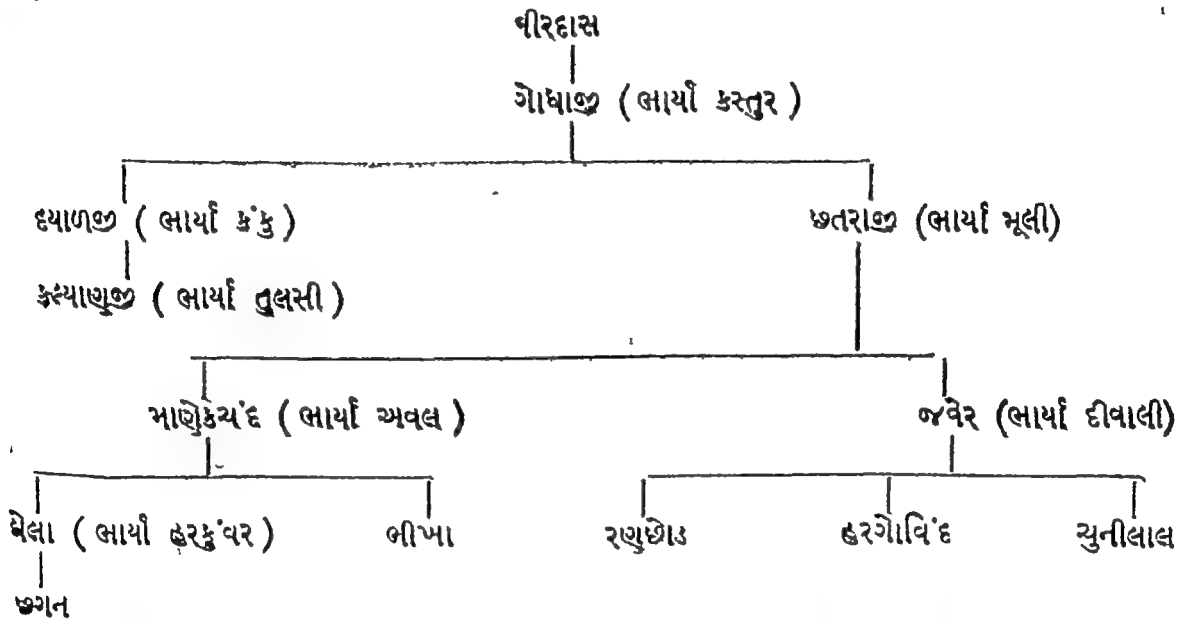 વીરદાસ
ગોધાજી ( ભાર્યા કસ્તુર )
દયાળજી ( ભાર્યા કંકુ ) છતરાજી (ભાર્યા મૂલી)
કલ્યાણજી ( ભાર્યા તુલસી )
માણેકચંદ ( ભાર્યા અવલ ) જવેર (ભાર્યા દીવાલી)
ઘેલા ( ભાર્યા હરકુંવર ) ભીખા રણછોડ હરગોવિંદ ચુનીલાલ
છગન